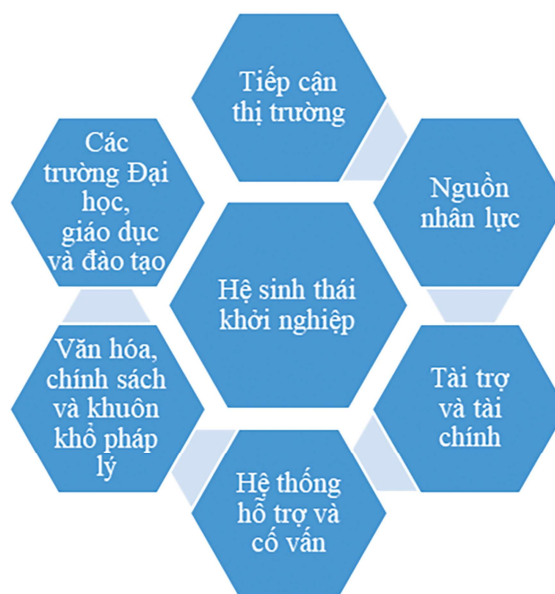 Tiếp cận
thị trường
Các
trường Đại
học,
giáo dục
và đào tạo
Nguồn
nhân lực
Hệ sinh thái
khởi nghiệp
Văn hóa,
chính sách
và khuôn
khổ pháp
lý
Tài trợ
và tài
chính
Hệ thống
hỗ trợ và
cố vấn